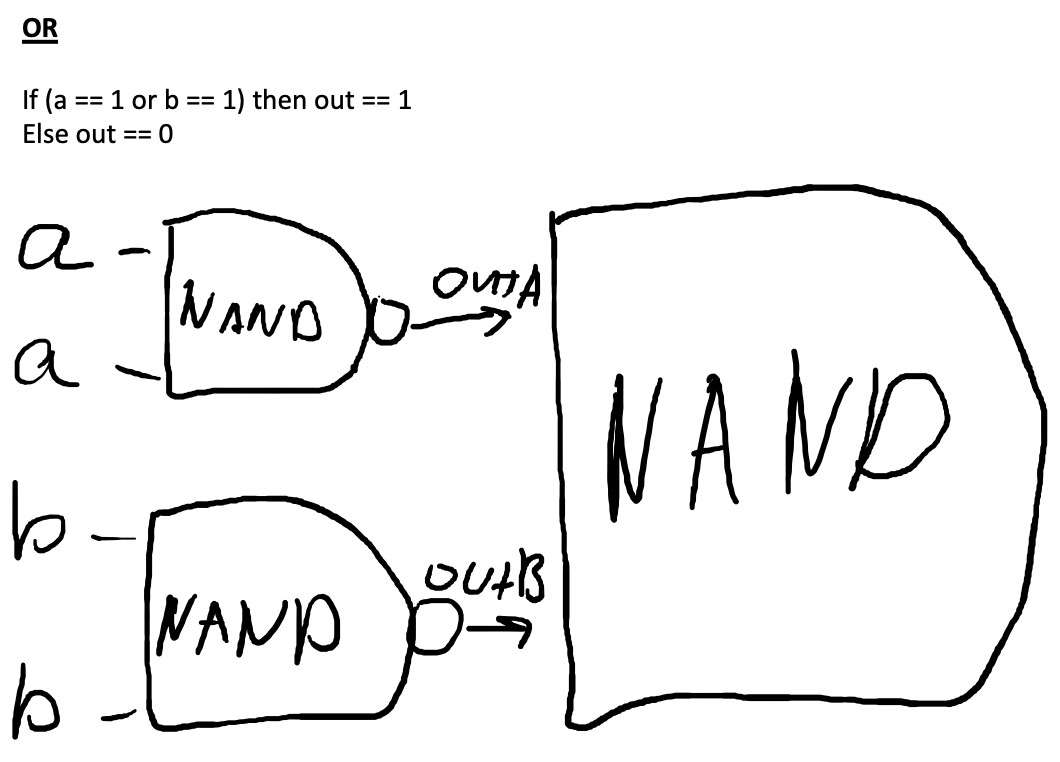 OR
If (a == 1 or b == 1) then out == 1
Else out == 0
a
a
NAND
outA
b
b
NAND
outB
NAND